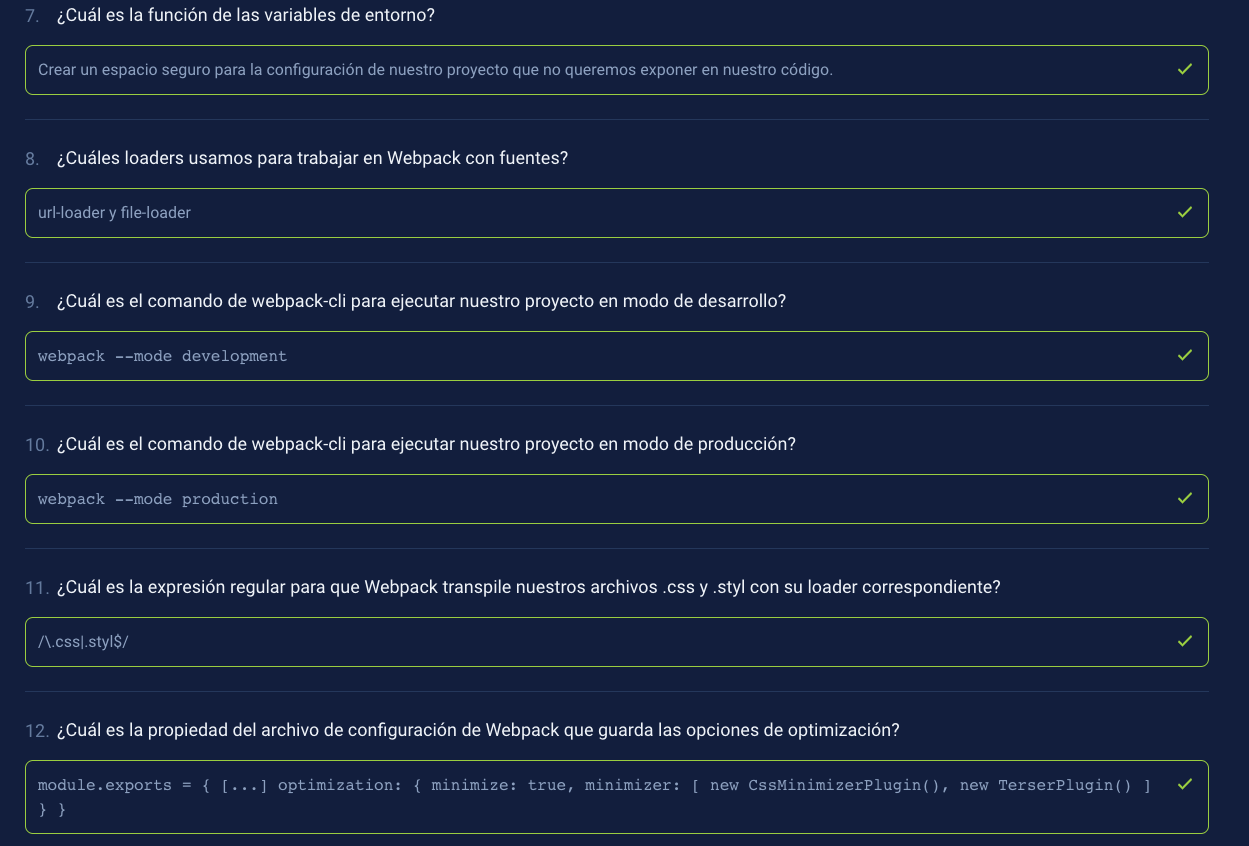 7. ¿Cuál es la función de las variables de entorno?
Crear un espacio seguro para la configuración de nuestro proyecto que no queremos exponer en nuestro código.
8. ¿Cuáles loaders usamos para trabajar en Webpack con fuentes?
url-loader y file-loader
9. ¿Cuál es el comando de webpack-cli para ejecutar nuestro proyecto en modo de desarrollo?
webpack --mode development
10. ¿Cuál es el comando de webpack-cli para ejecutar nuestro proyecto en modo de producción?
webpack --mode production
11. ¿Cuál es la expresión regular para que Webpack transpile nuestros archivos .css y .styl con su loader correspondiente?
/\.css|.styl$/
12. ¿Cuál es la propiedad del archivo de configuración de Webpack que guarda las opciones de optimización?
module.exports = { [...] optimization: { minimize: true, minimizer: [ new CssMinimizerPlugin(), new TerserPlugin() ]
} }